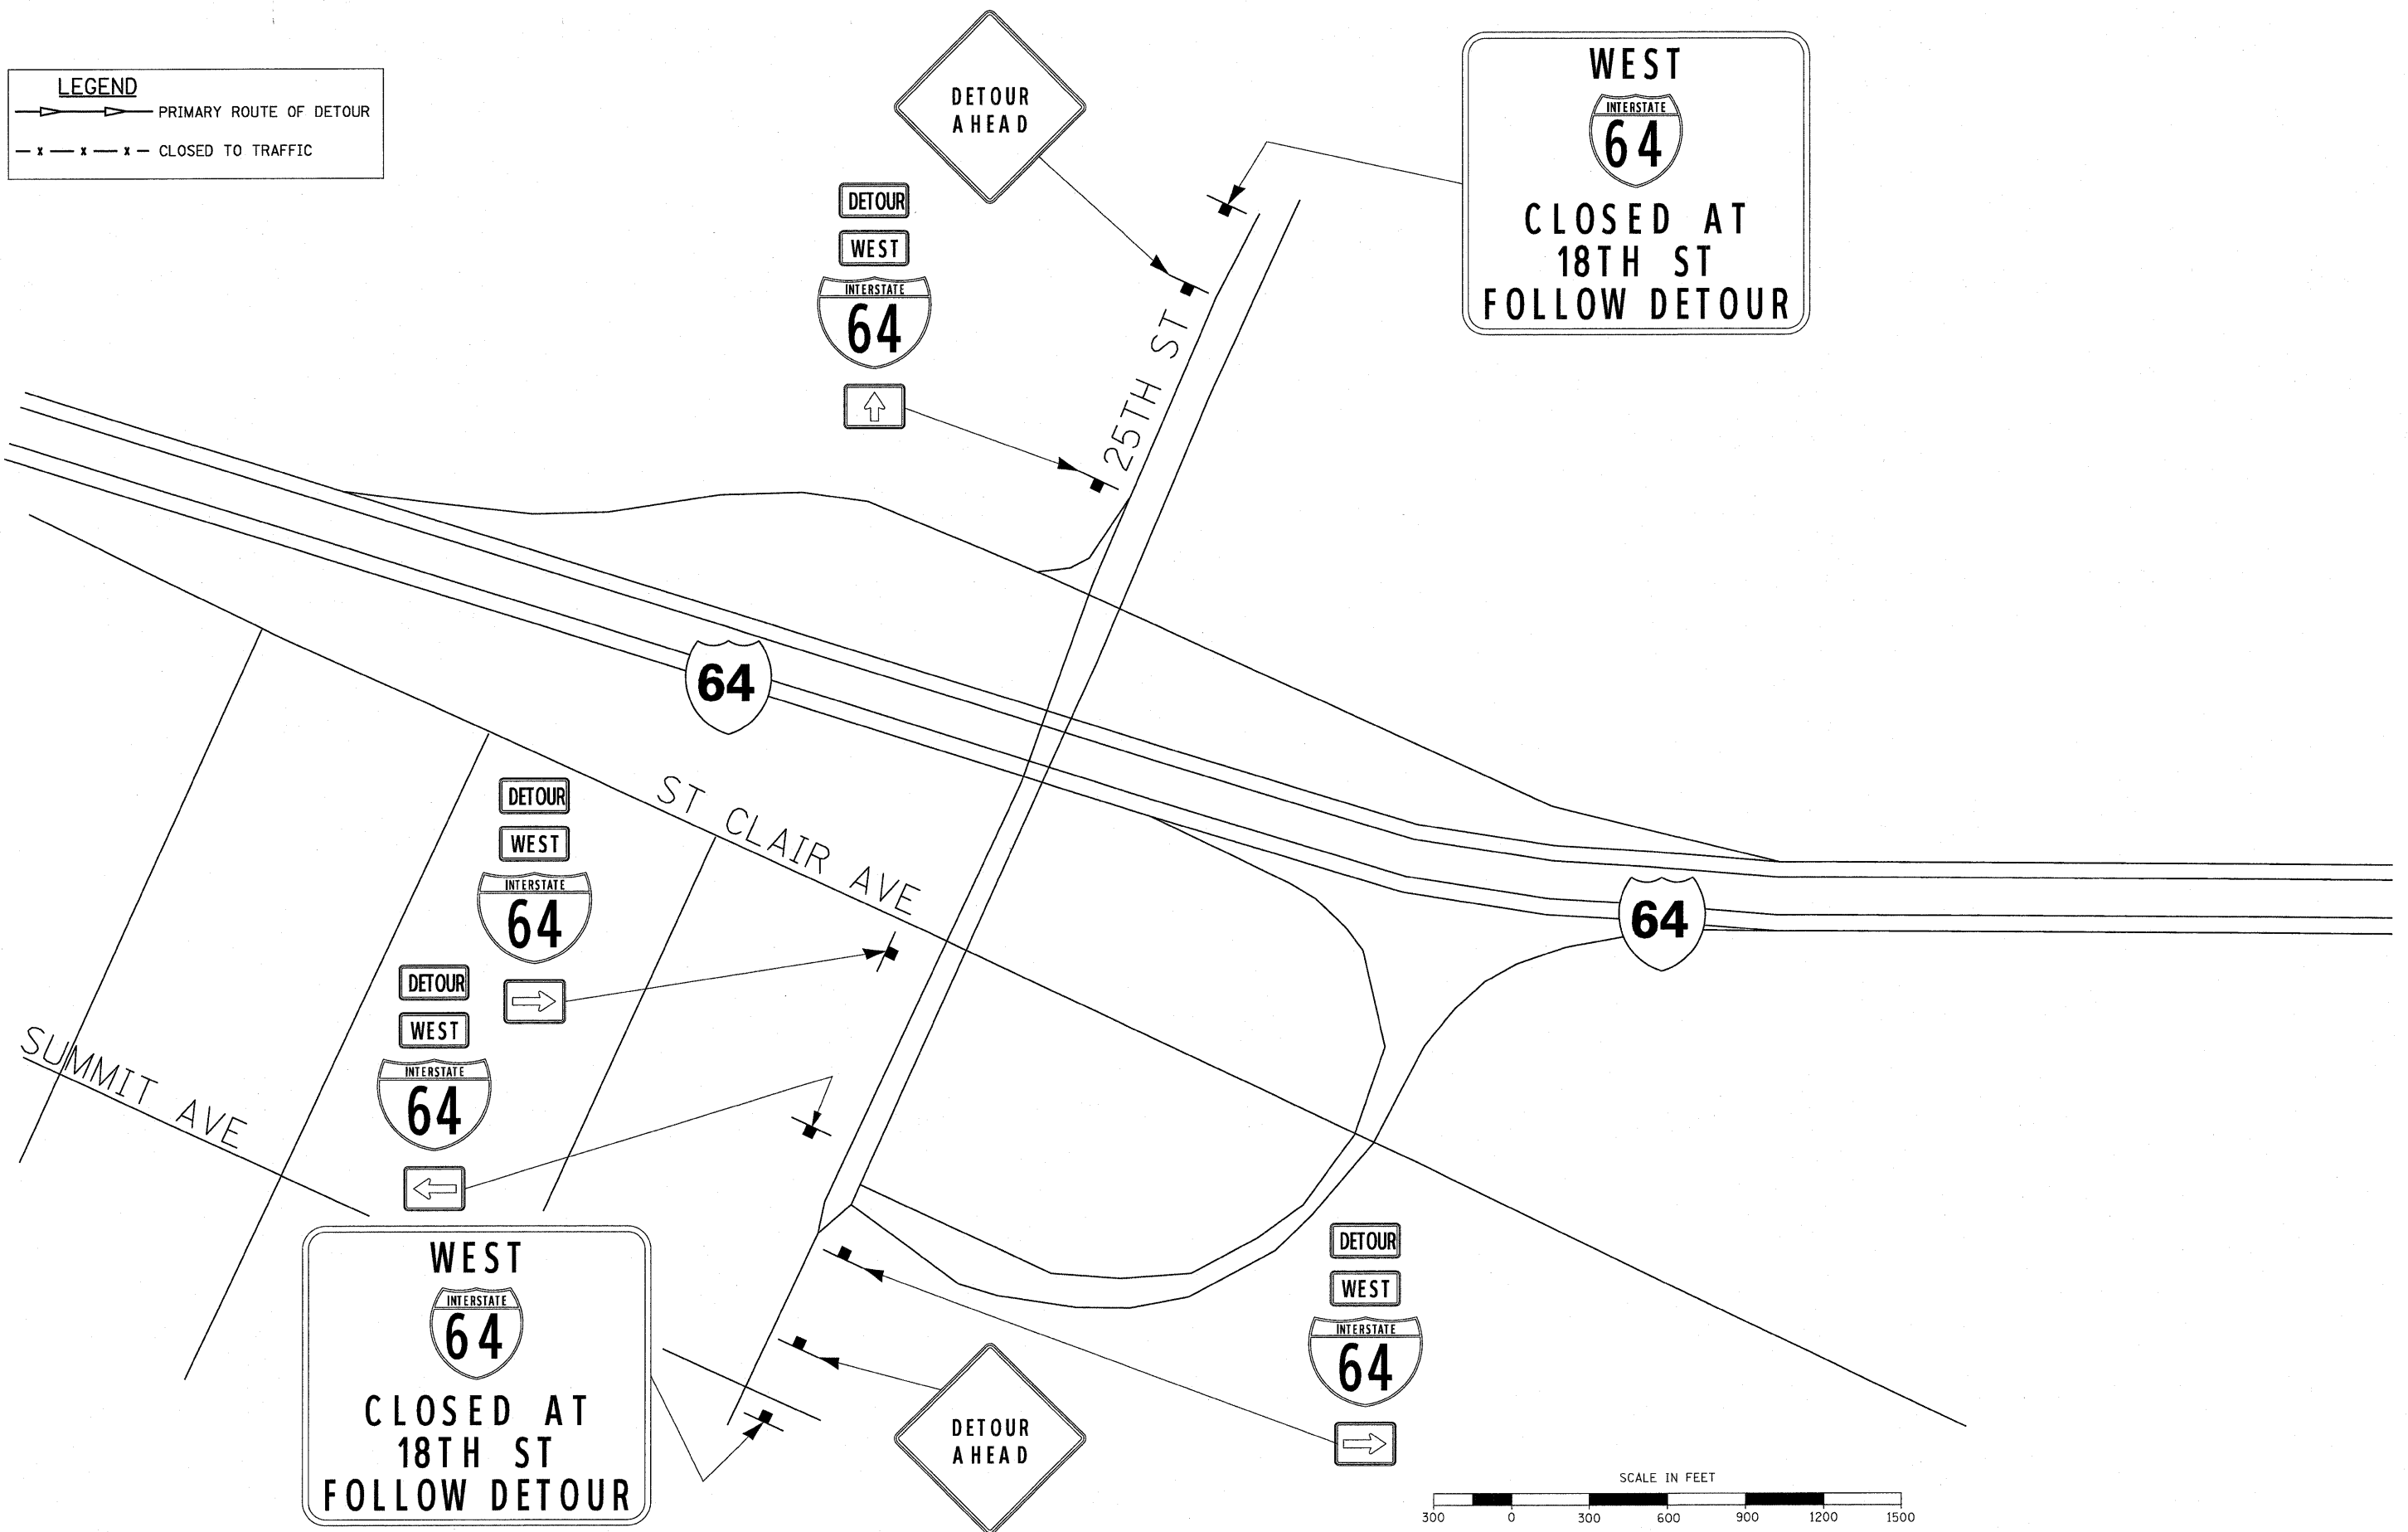 LEGEND
PRIMARY ROUTE OF DETOUR
X X X CLOSED TO TRAFFIC
DETOUR
AHEAD
WEST
INTERSTATE
64
CLOSED AT
18TH ST
FOLLOW DETOUR
DETOUR
WEST
INTERSTATE
64
25TH ST
64
ST CLAIR AVE
DETOUR
WEST
INTERSTATE
64
64
DETOUR
WEST
INTERSTATE
64
SUMMIT AVE
WEST
INTERSTATE
64
CLOSED AT
18TH ST
FOLLOW DETOUR
DETOUR
AHEAD
DETOUR
WEST
INTERSTATE
64
SCALE IN FEET
300 0 300 600 900 1200 1500